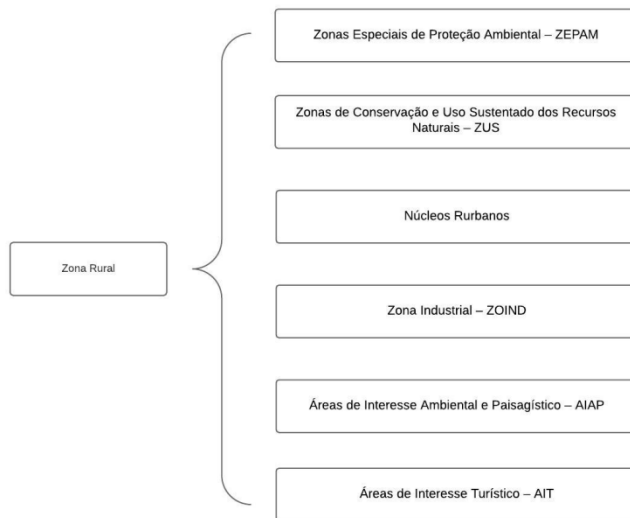 Zonas Especiais de Proteção Ambiental – ZEPAM
Zonas de Conservação e Uso Sustentado dos Recursos
Naturais – ZUS
Núcleos Rurbanos
Zona Rural
Zona Industrial – ZOIND
Áreas de Interesse Ambiental e Paisagístico – AIAP
Áreas de Interesse Turístico – AIT